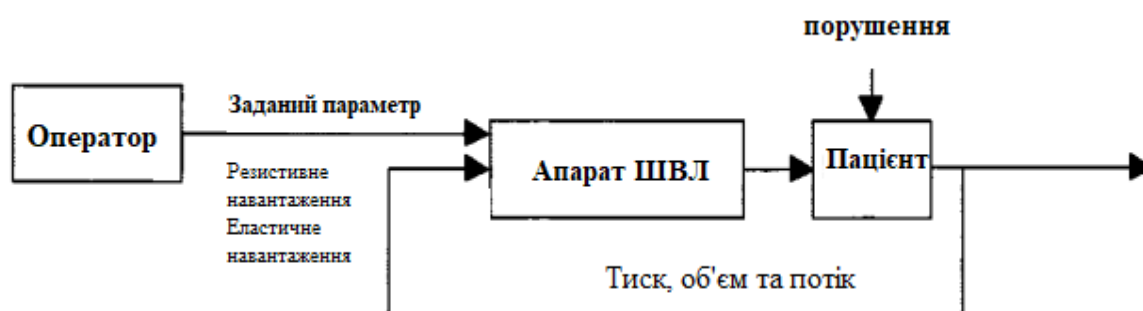 порушення
Заданий параметр
Оператор
Резистивне
навантаження
Еластичне
навантаження
Апарат ШВЛ
Пацієнт
Тиск, об'єм та потік